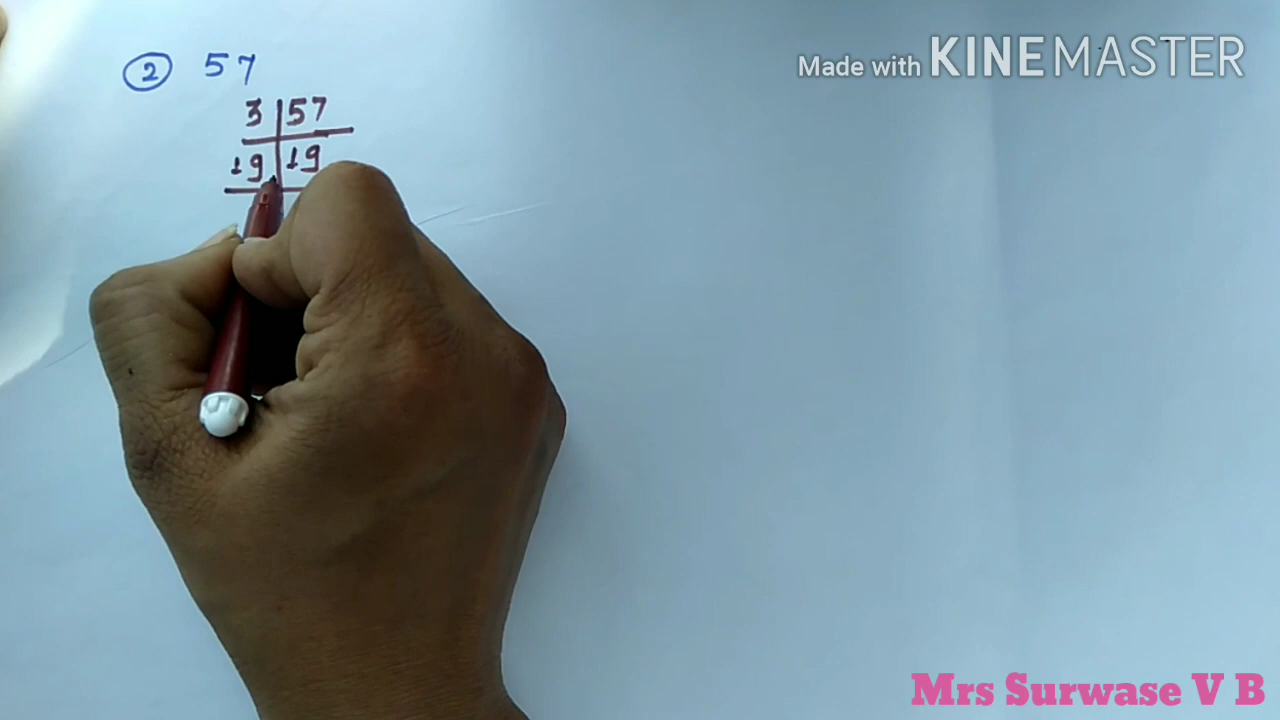 ② 57
3 | 57
19 | 19
Made with KINEMASTER
Mrs Surwase V B